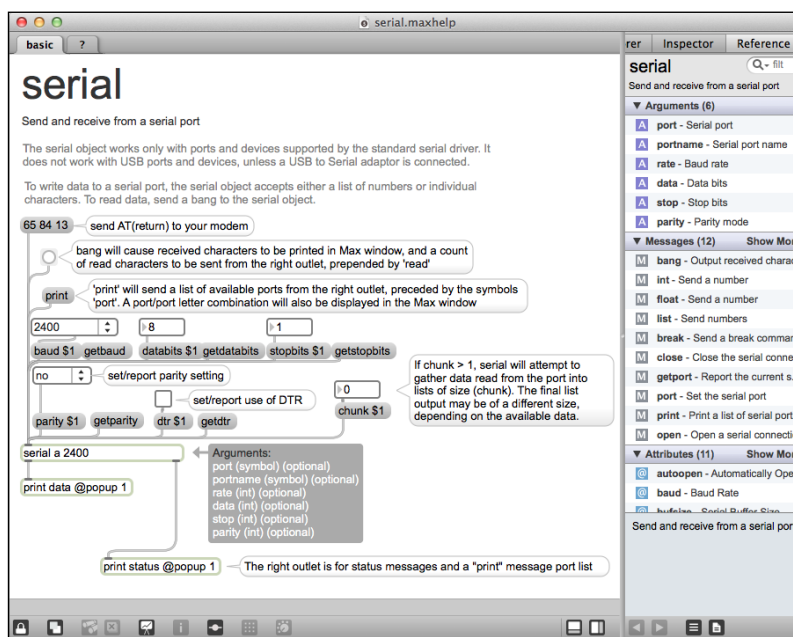 serial.maxhelp
basic
?
serial
Send and receive from a serial port
The serial object works only with ports and devices supported by the standard serial driver. It
does not work with USB ports and devices, unless a USB to Serial adaptor is connected.
To write data to a serial port, the serial object accepts either a list of numbers or individual
characters. To read data, send a bang to the serial object.
65 84 13
send AT(return) to your modem
bang will cause received characters to be printed in Max window, and a count
of read characters to be sent from the right outlet, prepended by 'read'
print
'print' will send a list of available ports from the right outlet, preceded by the symbols
'port'. A port/port letter combination will also be displayed in the Max window
2400
8
1
baud $1
getbaud
databits $1
getdatabits
stopbits $1
getstopbits
no
set/report parity setting
set/report use of DTR
0
If chunk > 1, serial will attempt to
gather data read from the port into
lists of size (chunk). The final list
output may be of a different size,
depending on the available data.
parity $1
getparity
dtr $1
getdtr
chunk $1
serial a 2400
print data @popup 1
Arguments:
port (symbol) (optional)
portname (symbol) (optional)
rate (int) (optional)
data (int) (optional)
stop (int) (optional)
parity (int) (optional)
print status @popup 1
The right outlet is for status messages and a "print" message port list
rer
Inspector
Reference
serial
filt
Send and receive from a serial port
Arguments (6)
A port - Serial port
A portname - Serial port name
A rate - Baud rate
A data - Data bits
A stop - Stop bits
A parity - Parity mode
Messages (12) Show Mor
M bang - Output received charac
M int - Send a number
M float - Send a number
M list - Send numbers
M break - Send a break comman
M close - Close the serial conne
M getport - Report the current s.
M port - Set the serial port
M print - Print a list of serial port
M open - Open a serial connecti
Attributes (11) Show Mor
@ autoopen - Automatically Ope
@ baud - Baud Rate
@ bufsize - Serial Buffer Size
Send and receive from a serial por